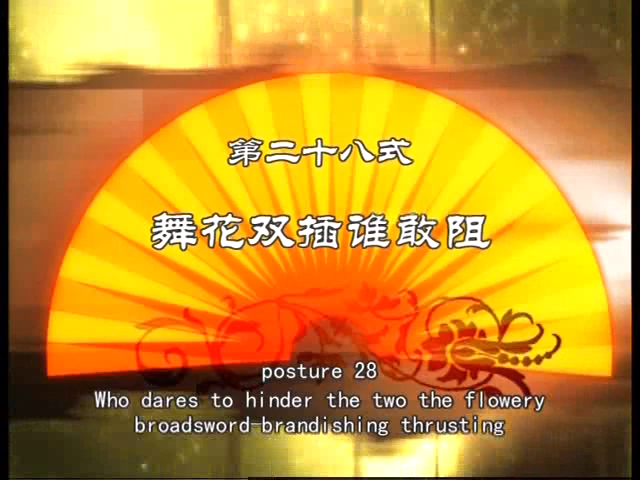 第二十八式
舞花双插谁敢阻
posture 28
Who dares to hinder the two the flowery
broadsword-brandishing thrusting